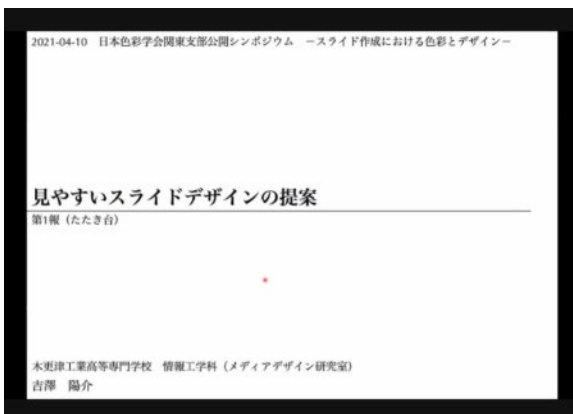 2021-04-10　日本色彩学会関東支部公開シンポジウム　－スライド作成における色彩とデザイン－
見やすいスライドデザインの提案
第1報（たたき台）
木更津工業高等専門学校　情報工学科（メディアデザイン研究室）
吉澤　陽介